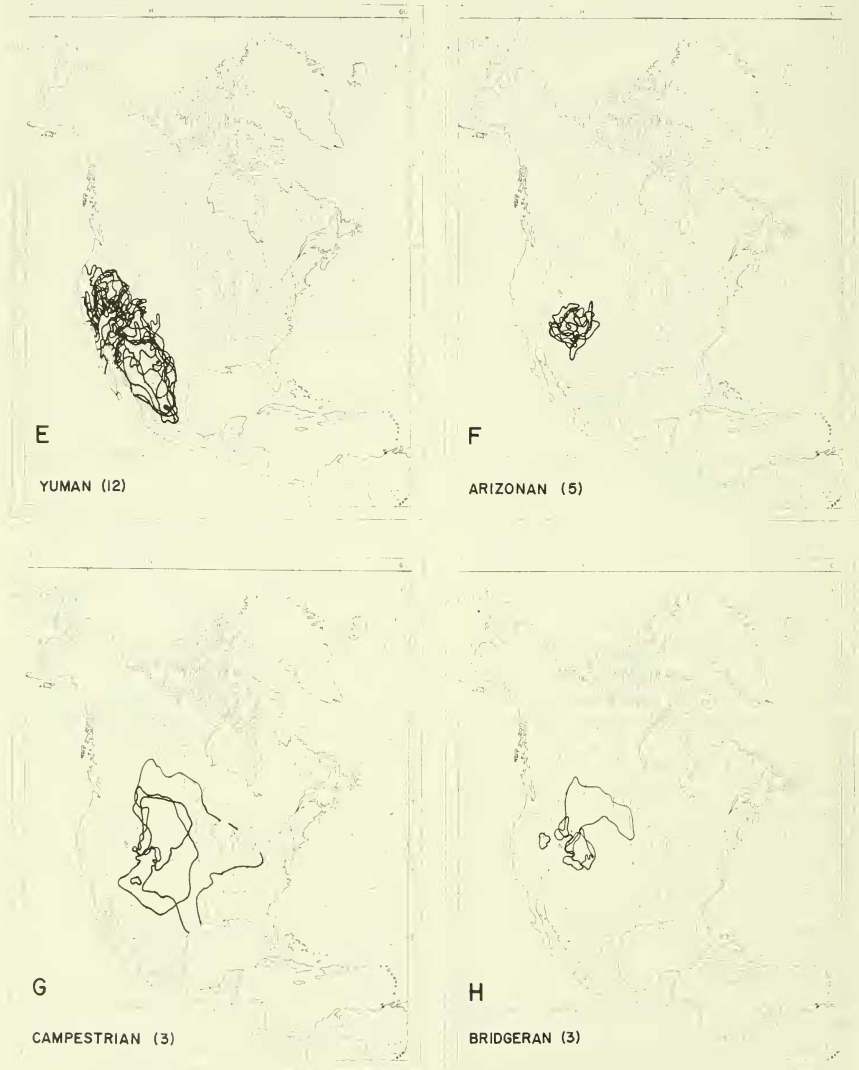 E
YUMAN (12)
F
ARIZONAN (5)
G
CAMPESTRIAN (3)
H
BRIDGERAN (3)